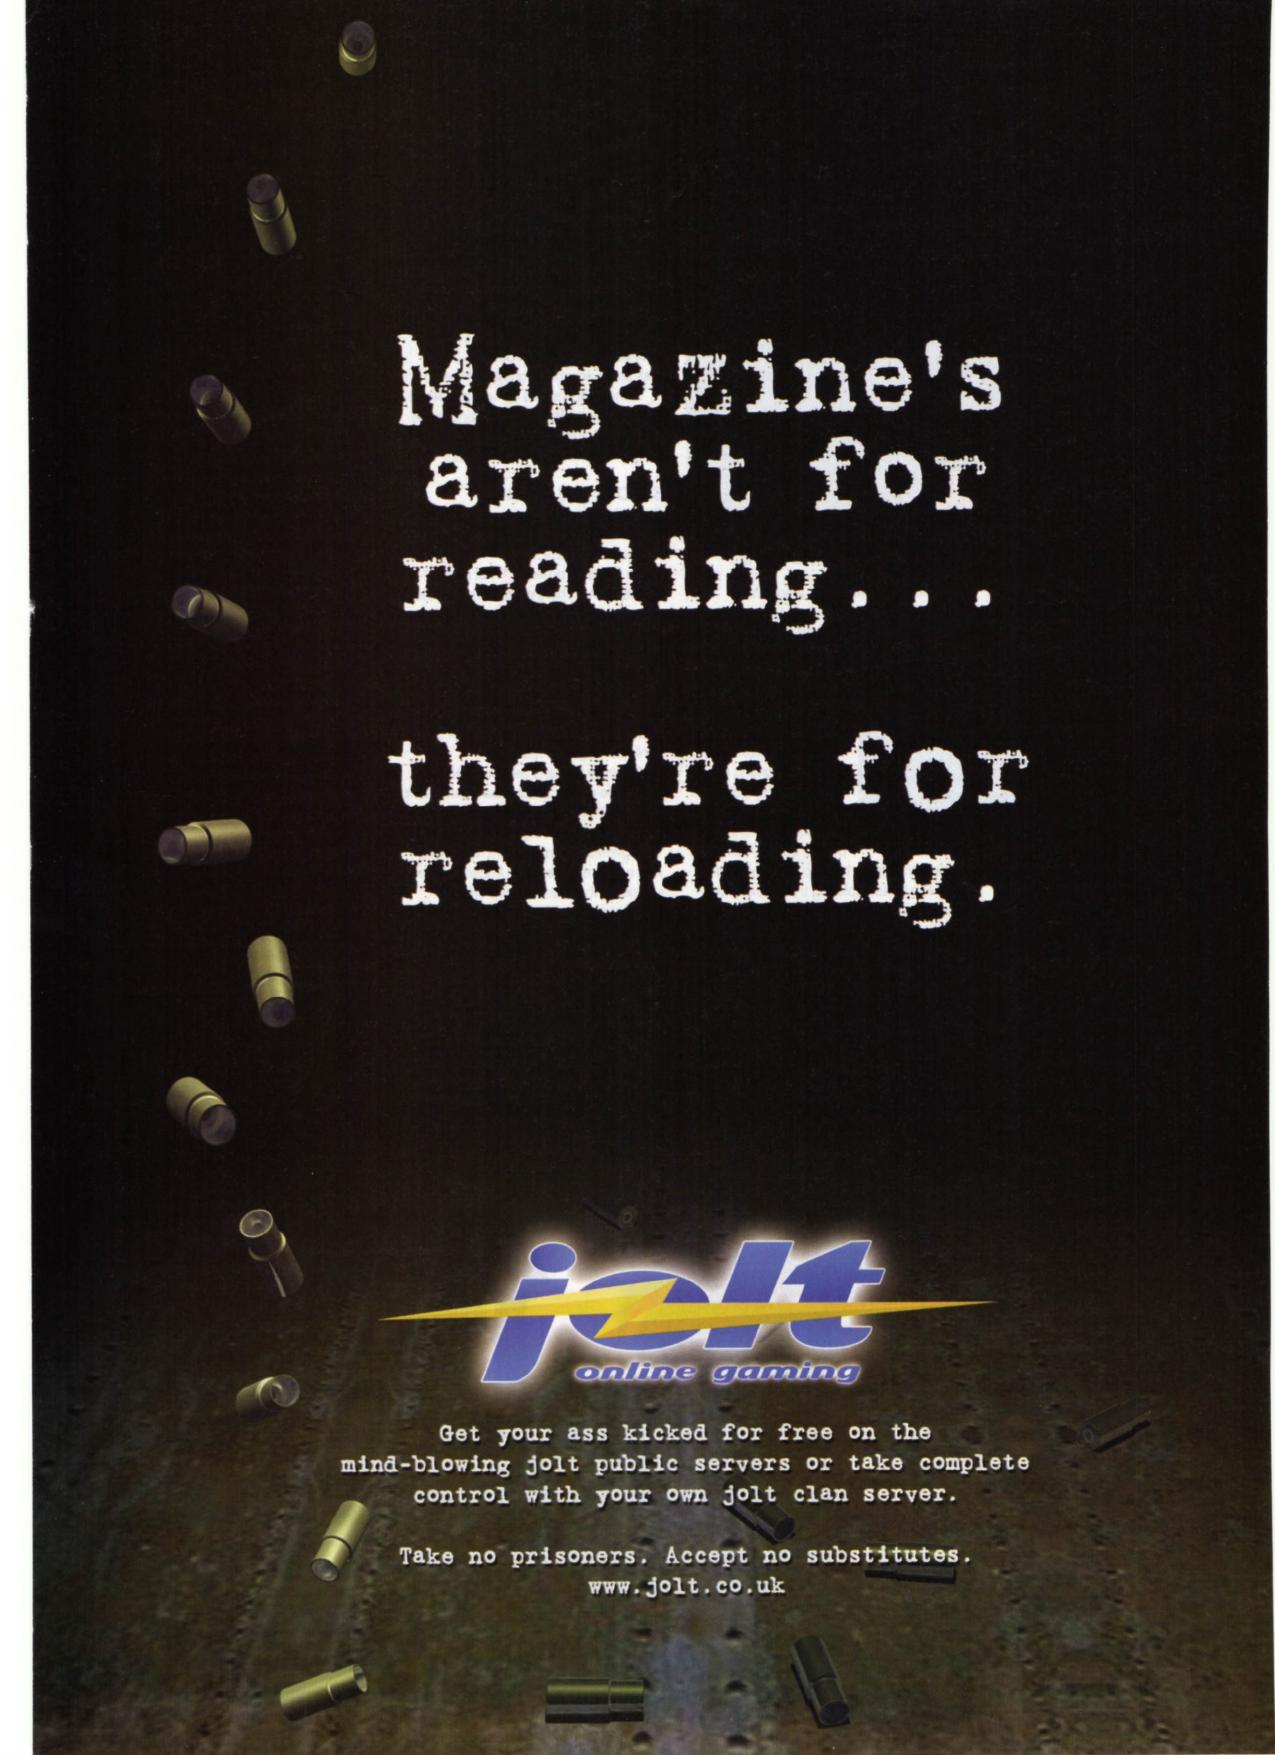 Magazine's
aren't for
reading...
they're for
reloading.
jolt
online gaming
Get your ass kicked for free on the
mind-blowing jolt public servers or take complete
control with your own jolt clan server.
Take no prisoners. Accept no substitutes.
www.jolt.co.uk